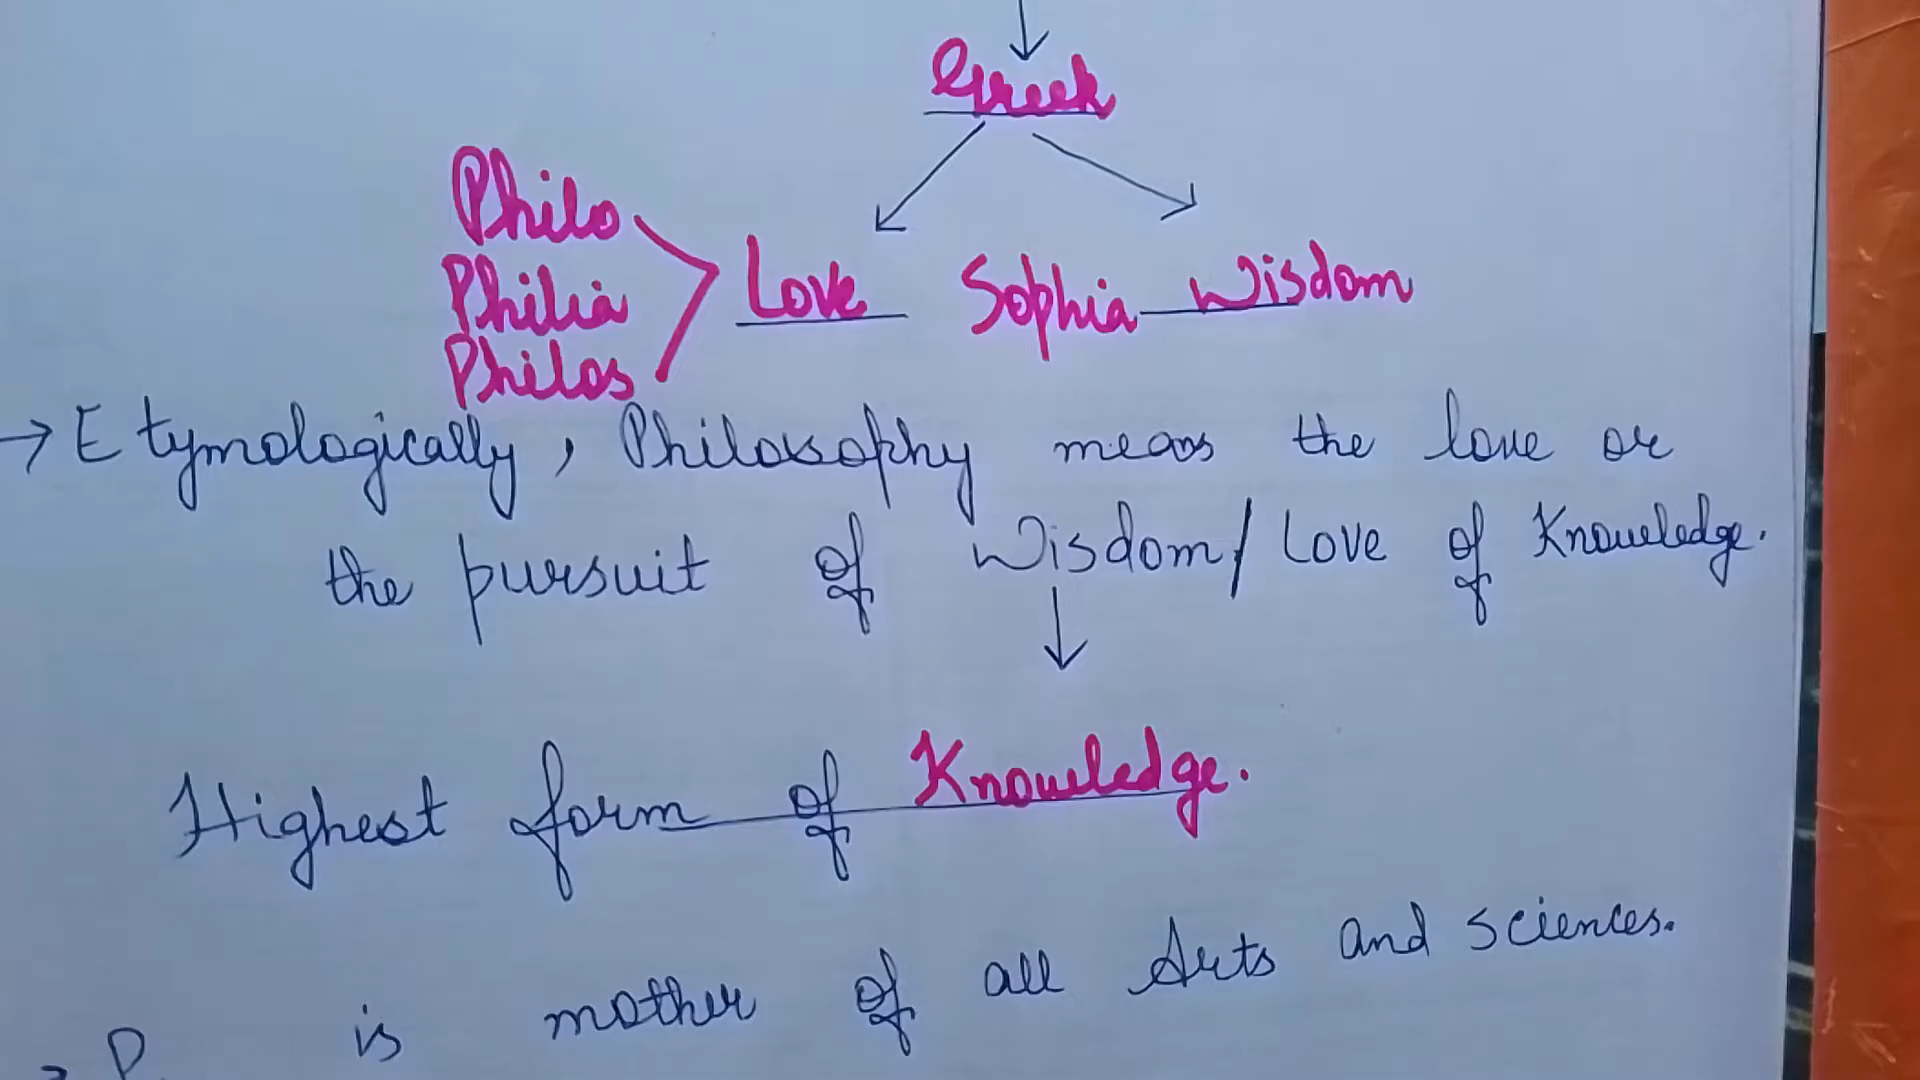 Greek
Philo
Philia Love Sophia Wisdom
Philos
→ Etymologically, Philosophy means the love or
the pursuit of Wisdom/Love of Knowledge.
Highest form of Knowledge.
is mother of all Arts and sciences.